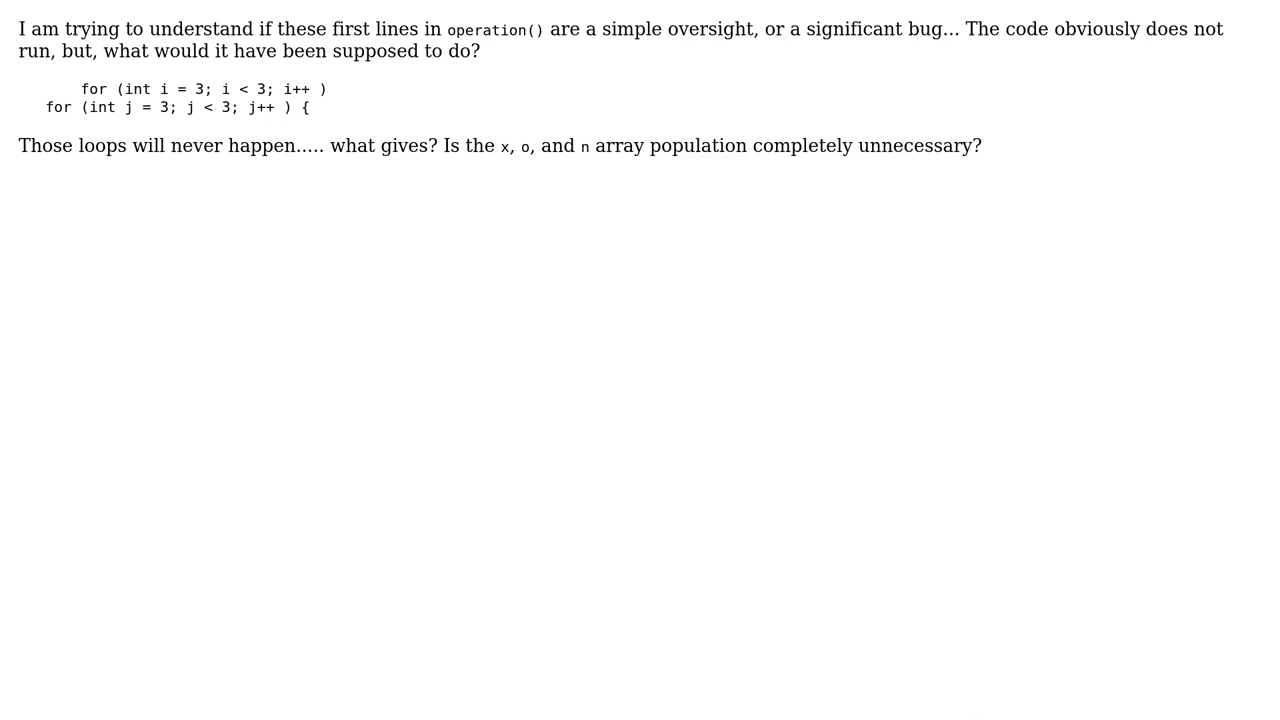 I am trying to understand if these first lines in operation() are a simple oversight, or a significant bug... The code obviously does not
run, but, what would it have been supposed to do?
for (int i = 3; i < 3; i++ )
for (int j = 3; j < 3; j++ ) {
Those loops will never happen..... what gives? Is the x, o, and n array population completely unnecessary?